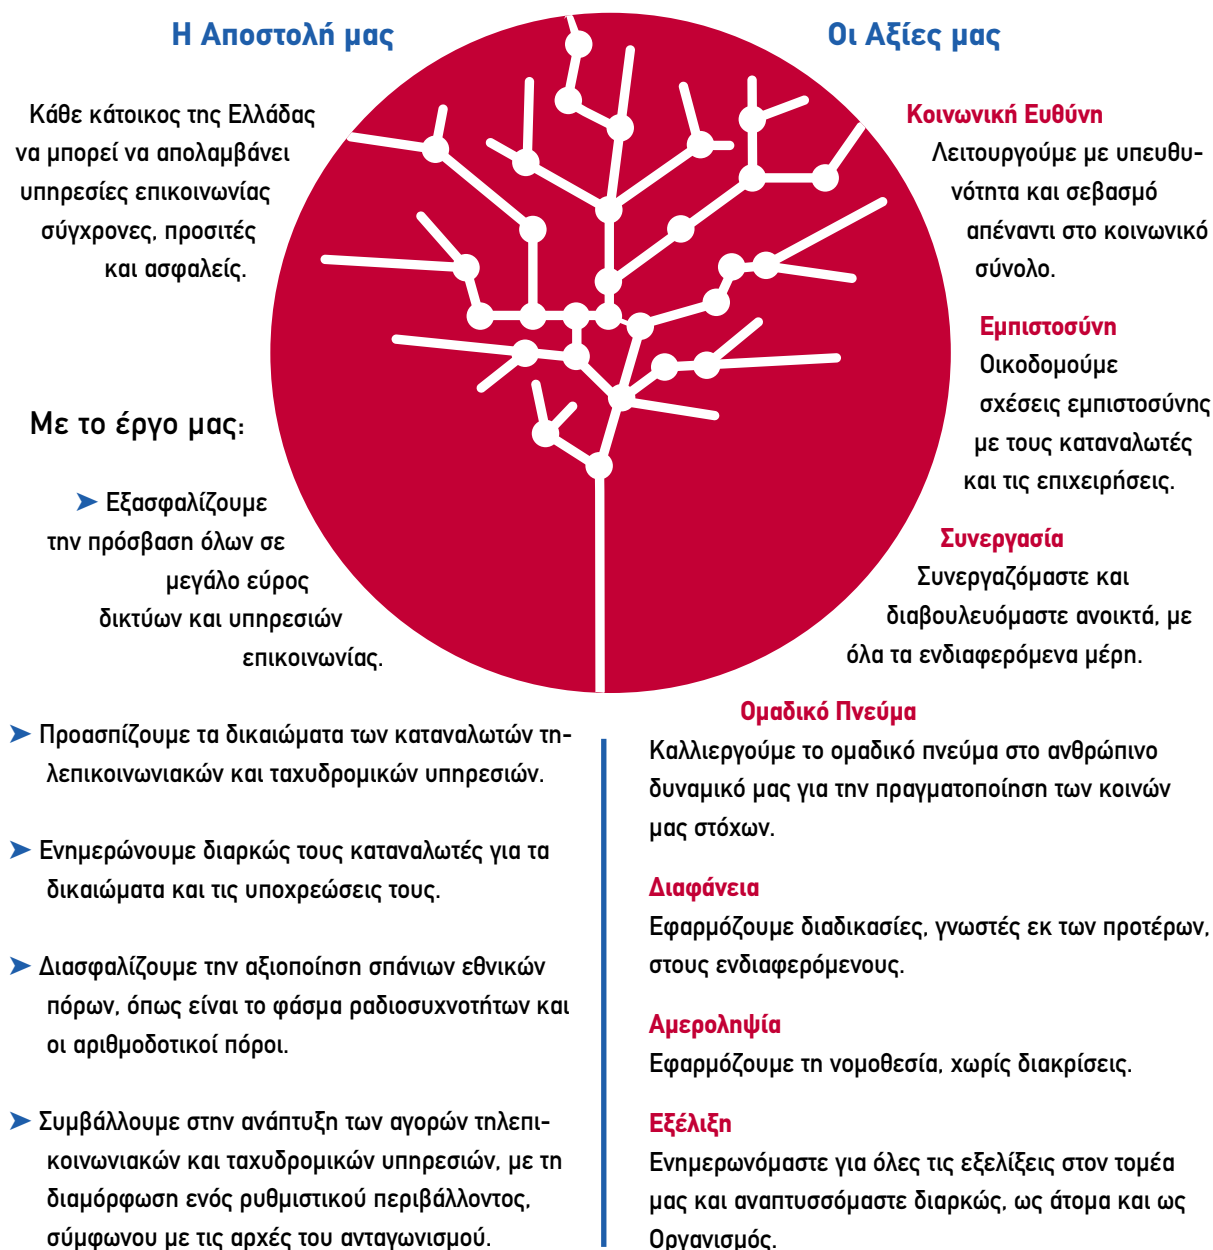 Η Αποστολή μας
Κάθε κάτοικος της Ελλάδας
να μπορεί να απολαμβάνει
υπηρεσίες επικοινωνίας
σύγχρονες, προσιτές
και ασφαλείς.
Με το έργο μας:
➤ Εξασφαλίζουμε
την πρόσβαση όλων σε
μεγάλο εύρος
δικτύων και υπηρεσιών
επικοινωνίας.
➤ Προασπίζουμε τα δικαιώματα των καταναλωτών τη-
λεπικοινωνιακών και ταχυδρομικών υπηρεσιών.
➤ Ενημερώνουμε διαρκώς τους καταναλωτές για τα
δικαιώματα και τις υποχρεώσεις τους.
➤ Διασφαλίζουμε την αξιοποίηση σπάνιων εθνικών
πόρων, όπως είναι το φάσμα ραδιοσυχνοτήτων και
οι αριθμοδοτικοί πόροι.
➤ Συμβάλλουμε στην ανάπτυξη των αγορών τηλεπι-
κοινωνιακών και ταχυδρομικών υπηρεσιών, με τη
διαμόρφωση ενός ρυθμιστικού περιβάλλοντος,
σύμφωνου με τις αρχές του ανταγωνισμού.
Οι Αξίες μας
Κοινωνική Ευθύνη
Λειτουργούμε με υπευθυ-
νότητα και σεβασμό
απέναντι στο κοινωνικό
σύνολο.
Εμπιστοσύνη
Οικοδομούμε
σχέσεις εμπιστοσύνης
με τους καταναλωτές
και τις επιχειρήσεις.
Συνεργασία
Συνεργαζόμαστε και
διαβουλευόμαστε ανοικτά, με
όλα τα ενδιαφερόμενα μέρη.
Ομαδικό Πνεύμα
Καλλιεργούμε το ομαδικό πνεύμα στο ανθρώπινο
δυναμικό μας για την πραγματοποίηση των κοινών
μας στόχων.
Διαφάνεια
Εφαρμόζουμε διαδικασίες, γνωστές εκ των προτέρων,
στους ενδιαφερόμενους.
Αμεροληψία
Εφαρμόζουμε τη νομοθεσία, χωρίς διακρίσεις.
Εξέλιξη
Ενημερωνόμαστε για όλες τις εξελίξεις στον τομέα
μας και αναπτυσσόμαστε διαρκώς, ως άτομα και ως
Οργανισμός.